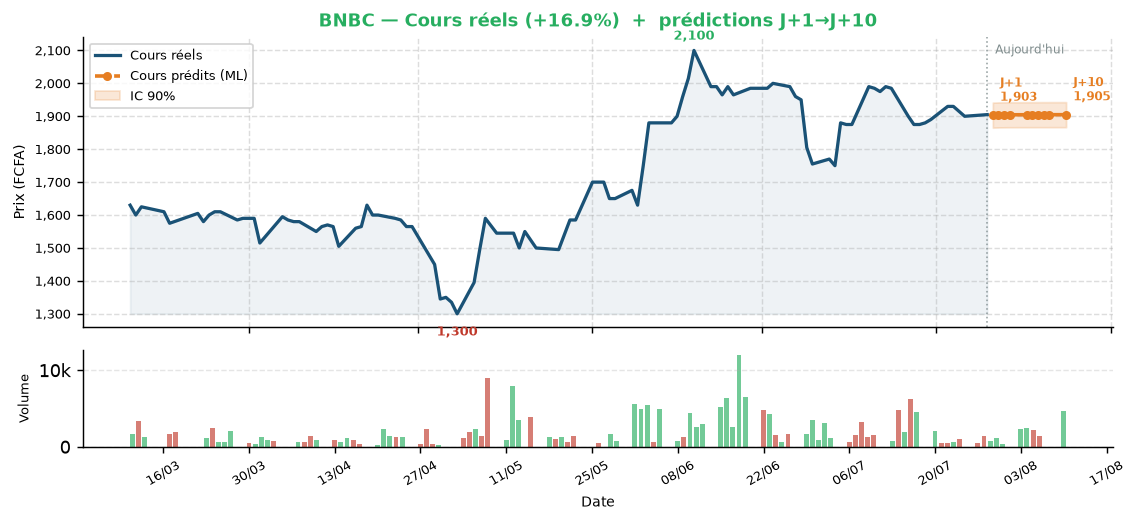 BNBC — Cours réels (+16.9%) + prédictions J+1→J+10
2,100
Aujourd'hui
Cours réels
Cours prédits (ML)
IC 90%
J+1
1,903
J+10
1,905
Prix (FCFA)
2,100
2,000
1,900
1,800
1,700
1,600
1,500
1,400
1,300
1,300
Volume
10k
0
16/03
30/03
13/04
27/04
11/05
25/05
08/06
22/06
06/07
20/07
03/08
17/08
Date